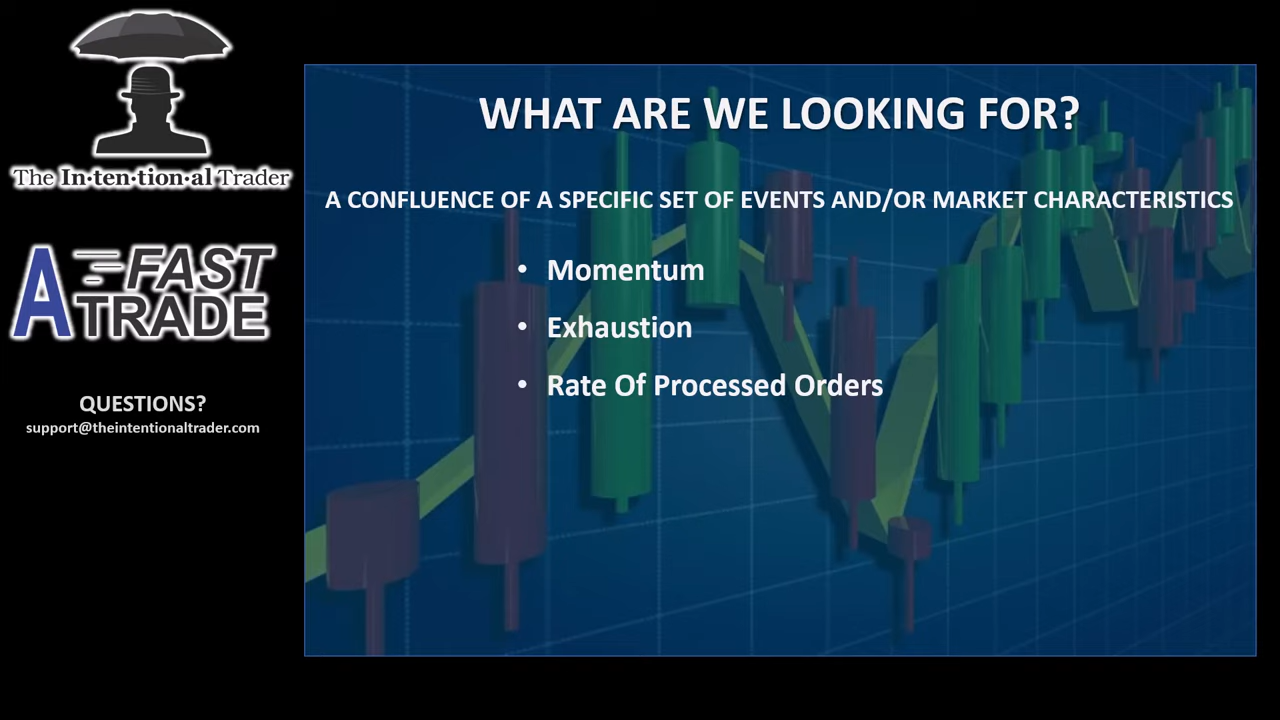 The In·ten·tion·al Trader
A FAST
TRADE
QUESTIONS?
support@theintentionaltrader.com
WHAT ARE WE LOOKING FOR?
A CONFLUENCE OF A SPECIFIC SET OF EVENTS AND/OR MARKET CHARACTERISTICS
• Momentum
• Exhaustion
• Rate Of Processed Orders